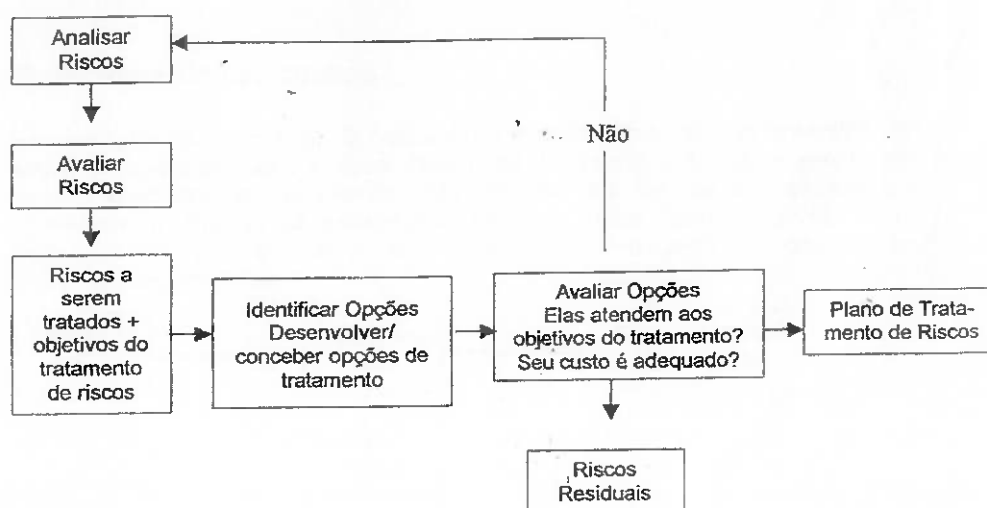 Analisar
Riscos
Não
Avaliar
Riscos
Riscos a
serem
tratados +
objetivos do
tratamento
de riscos
Identificar Opções
Desenvolver/
conceber opções de
tratamento
Avaliar Opções
Elas atendem aos
objetivos do tratamento?
Seu custo é adequado?
Plano de Trata-
mento de Riscos
Riscos
Residuais